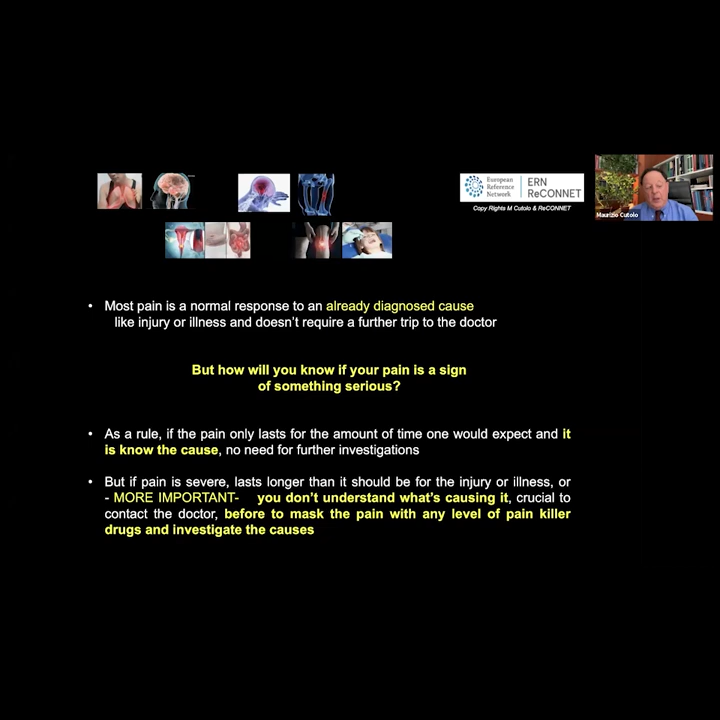 European
Reference
Network
ERN
ReCONNET
Copy Rights M Cutolo & ReCONNET
Maurizio Cutolo
• Most pain is a normal response to an already diagnosed cause
like injury or illness and doesn't require a further trip to the doctor
But how will you know if your pain is a sign
of something serious?
• As a rule, if the pain only lasts for the amount of time one would expect and it
is know the cause, no need for further investigations
• But if pain is severe, lasts longer than it should be for the injury or illness, or
- MORE IMPORTANT- you don't understand what's causing it, crucial to
contact the doctor, before to mask the pain with any level of pain killer
drugs and investigate the causes